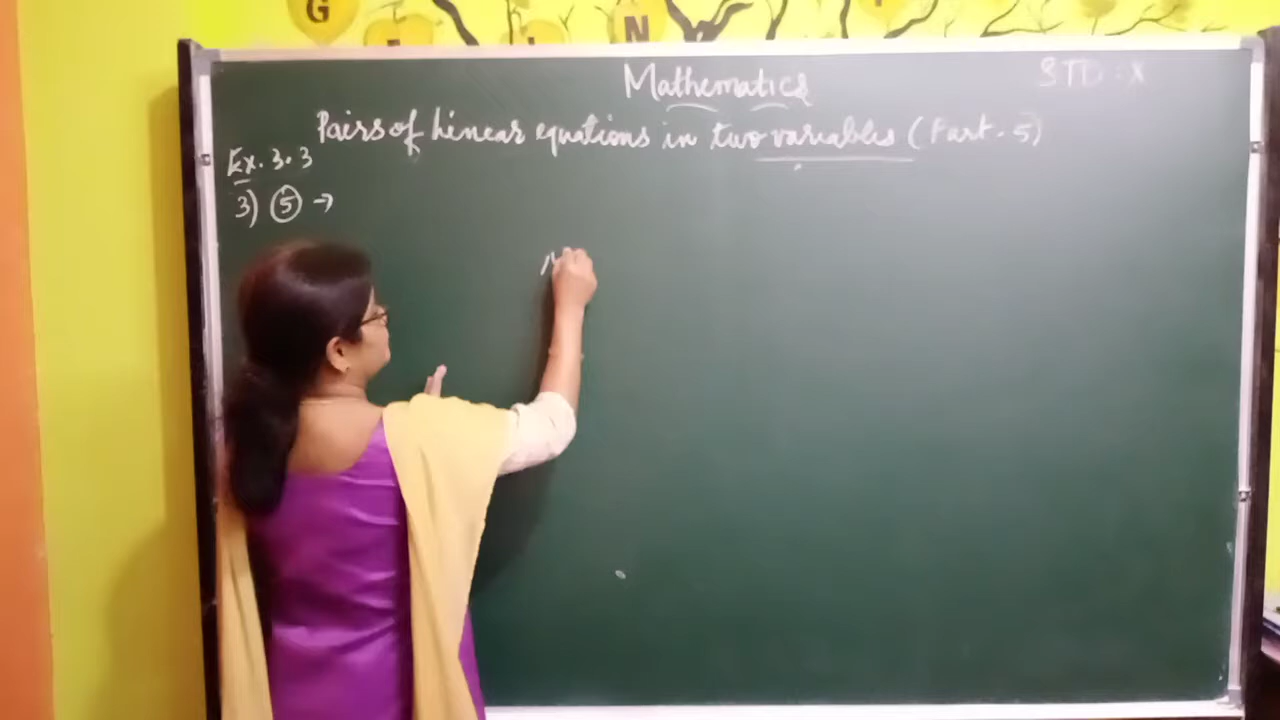 G
N
Mathematics
STD : X
Pairs of linear equations in two variables (Part - 5)
Ex. 3.3
3) 5 →